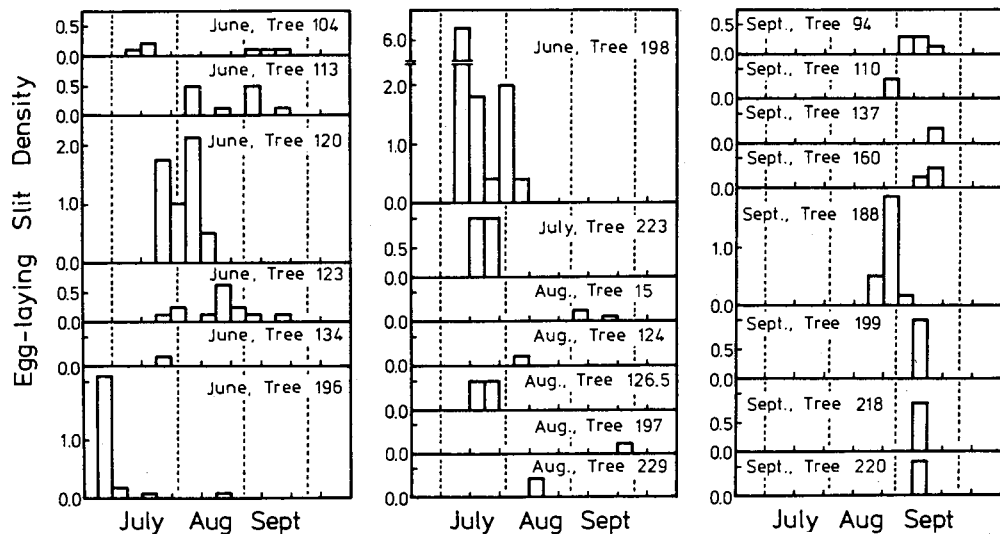 Egg-laying Slit Density
0.5
0.0
June, Tree 104
0.5
0.0
June, Tree 113
2.0
1.0
0.0
June, Tree 120
0.5
0.0
June, Tree 123
0.0
June, Tree 134
1.0
0.0
June, Tree 196
July Aug Sept
6.0
2.0
1.0
0.0
June, Tree 198
0.5
0.0
July, Tree 223
0.0
Aug., Tree 15
0.0
Aug., Tree 124
0.0
Aug., Tree 126.5
0.0
Aug., Tree 197
0.0
Aug., Tree 229
July Aug Sept
0.5
0.0
Sept., Tree 94
0.0
Sept., Tree 110
0.0
Sept., Tree 137
0.0
Sept., Tree 160
1.0
0.0
Sept., Tree 188
0.5
0.0
Sept., Tree 199
0.5
0.0
Sept., Tree 218
0.0
Sept., Tree 220
July Aug Sept